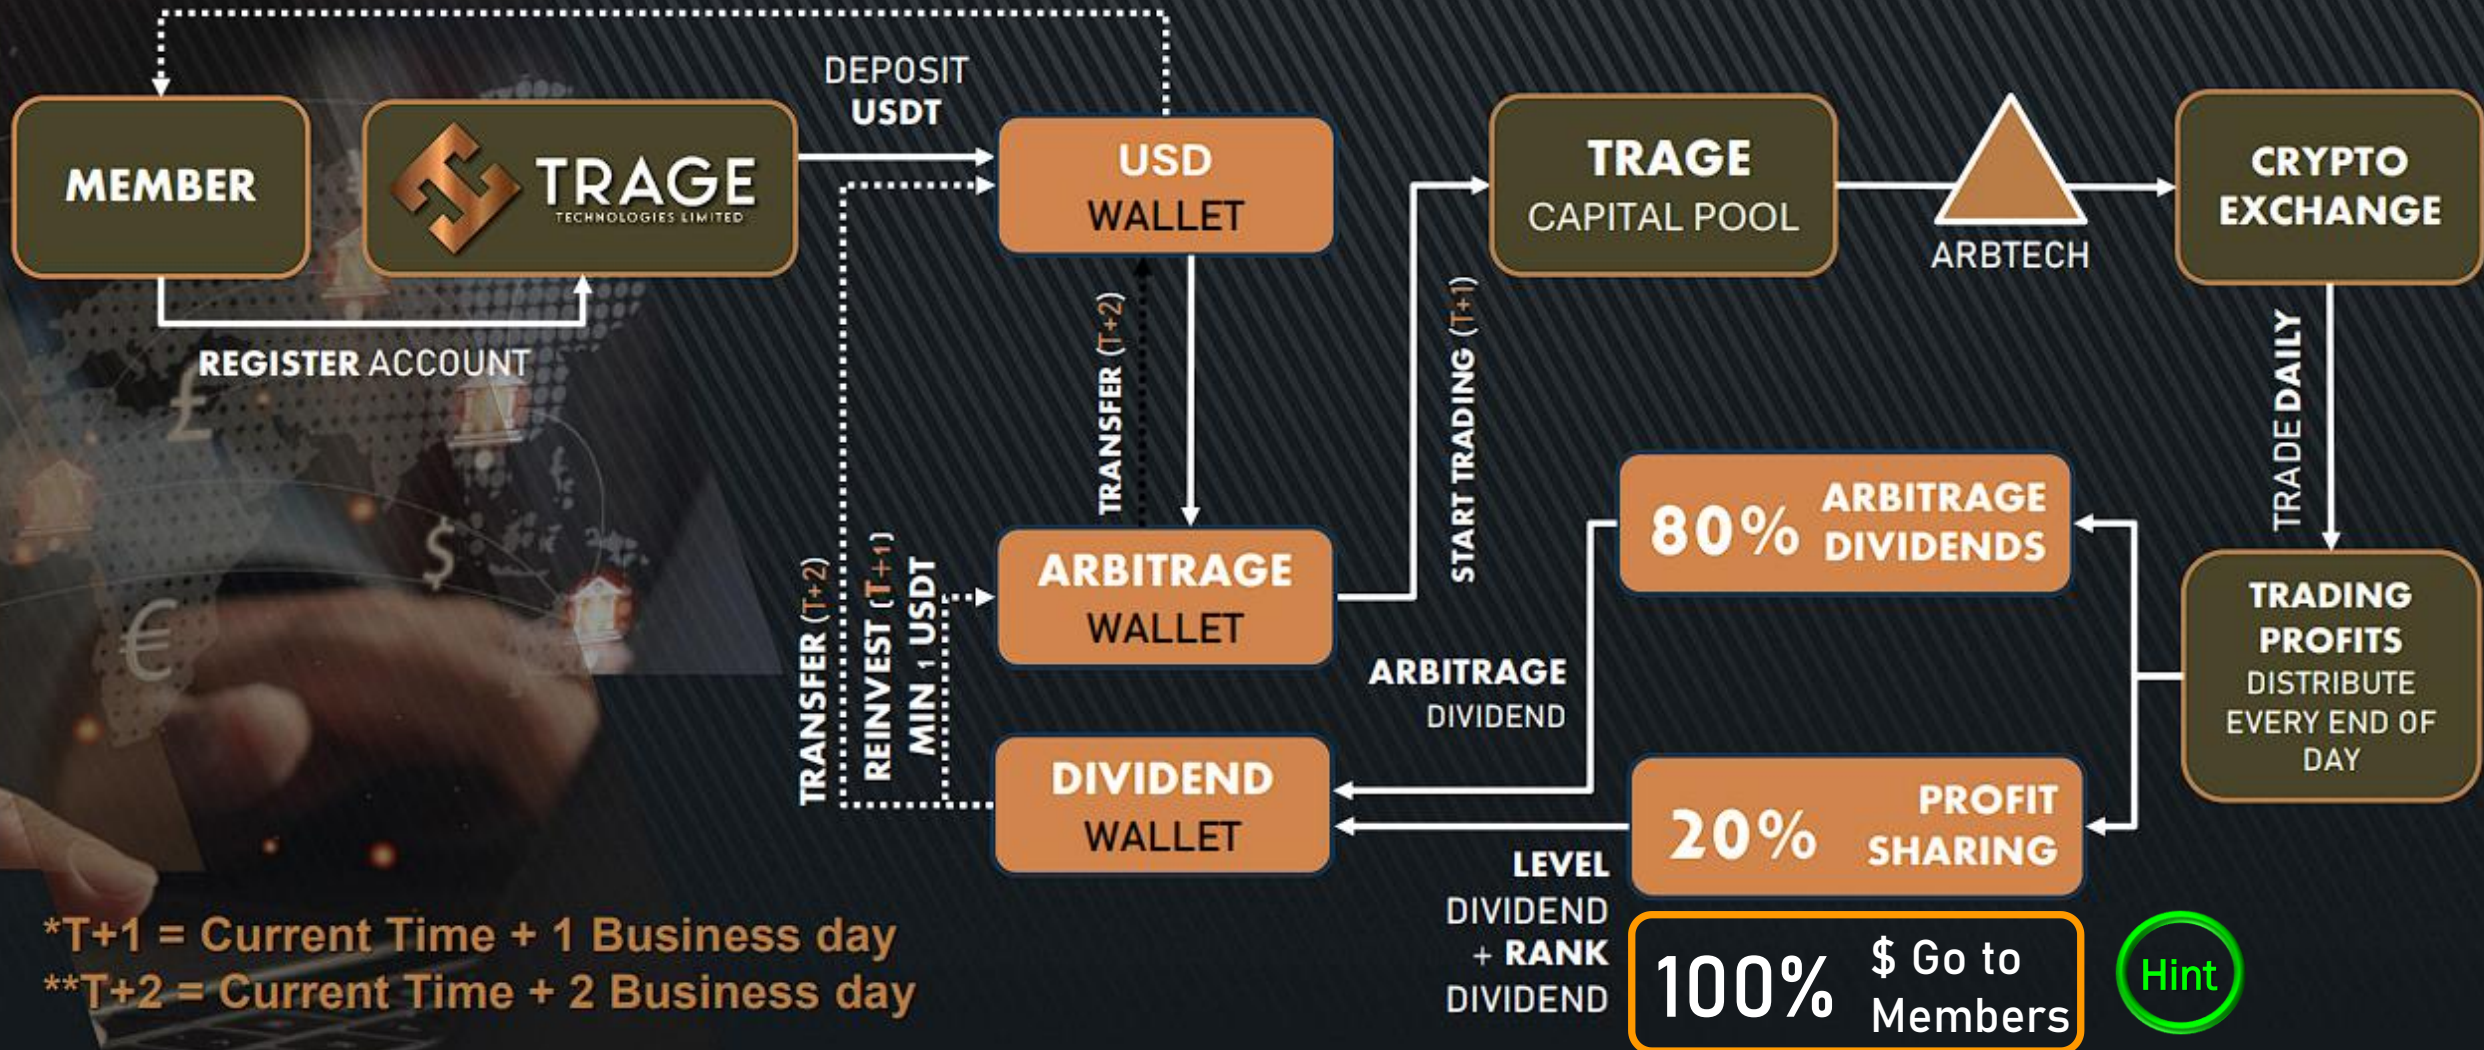 DEPOSIT
USDT
MEMBER
TRAGE
TECHNOLOGIES LIMITED
REGISTER ACCOUNT
USD
WALLET
TRAGE
CAPITAL POOL
ARBTECH
CRYPTO
EXCHANGE
TRANSFER (T+2)
START TRADING (T+1)
TRADE DAILY
TRANSFER (T+2)
REINVEST (T+1)
MIN 1 USDT
ARBITRAGE
WALLET
80%
ARBITRAGE
DIVIDENDS
TRADING
PROFITS
DISTRIBUTE
EVERY END OF
DAY
ARBITRAGE
DIVIDEND
DIVIDEND
WALLET
20%
PROFIT
SHARING
LEVEL
DIVIDEND
+ RANK
DIVIDEND
100%
$ Go to
Members
Hint
*T+1 = Current Time + 1 Business day
**T+2 = Current Time + 2 Business day
£
$
€